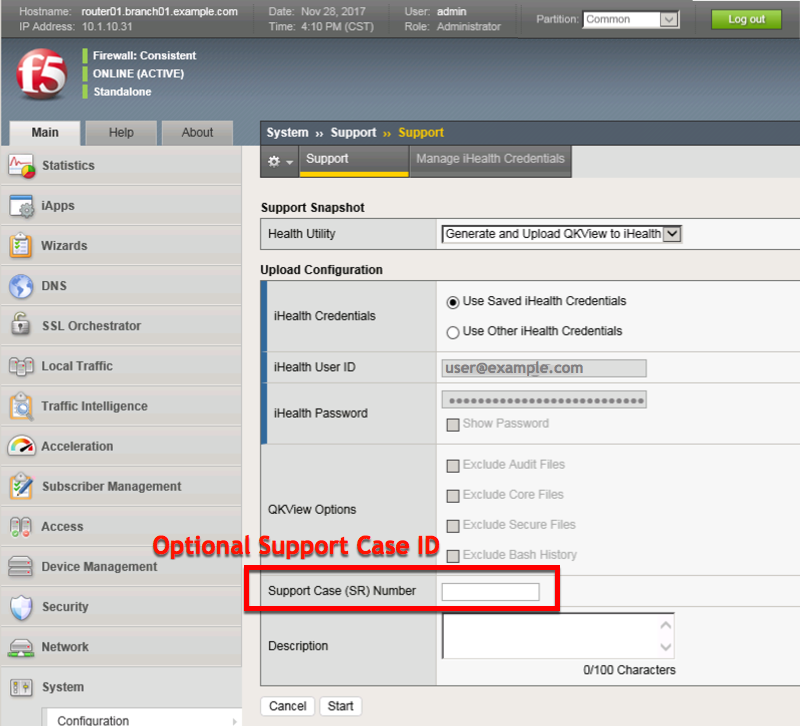 Hostname: router01.branch01.example.com Date: Nov 28, 2017 User: admin
IP Address: 10.1.10.31 Time: 4:10 PM (CST) Role: Administrator
Partition: Common
Log out
f5
Firewall: Consistent
ONLINE (ACTIVE)
Standalone
Main Help About
System ›› Support ›› Support
Support Manage iHealth Credentials
Statistics
iApps
Wizards
DNS
SSL Orchestrator
Local Traffic
Traffic Intelligence
Acceleration
Subscriber Management
Access
Device Management
Security
Network
System
Configuration
Support Snapshot
Health Utility Generate and Upload QKView to iHealth
Upload Configuration
iHealth Credentials
Use Saved iHealth Credentials
Use Other iHealth Credentials
iHealth User ID user@example.com
iHealth Password
Show Password
QKView Options
Exclude Audit Files
Exclude Core Files
Exclude Secure Files
Exclude Bash History
Optional Support Case ID
Support Case (SR) Number
Description
0/100 Characters
Cancel Start